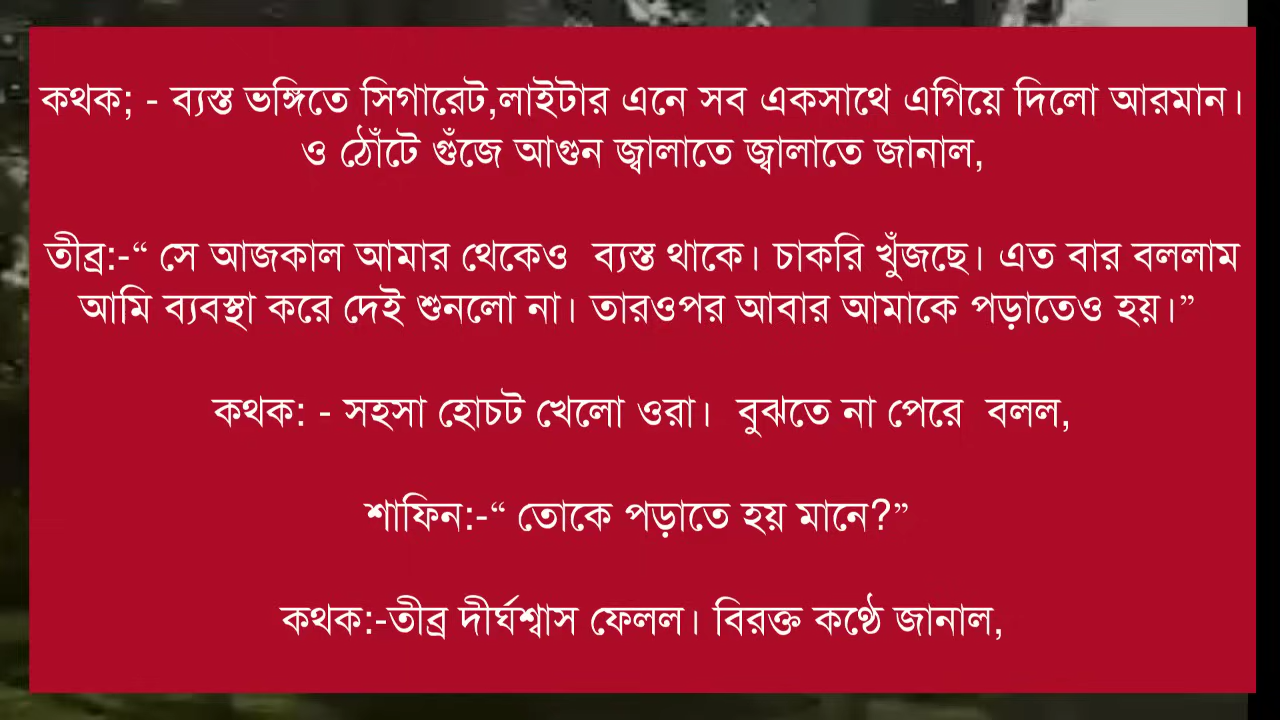 কথক; - ব্যস্ত ভঙ্গিতে সিগারেট,লাইটার এনে সব একসাথে এগিয়ে দিলো আরমান।
ও ঠোঁটে গুঁজে আগুন জ্বালাতে জ্বালাতে জানাল,
তীব্র:-“ সে আজকাল আমার থেকেও  ব্যস্ত থাকে। চাকরি খুঁজছে। এত বার বললাম
আমি ব্যবস্থা করে দেই শুনলো না। তারওপর আবার আমাকে পড়াতেও হয়।”
কথক: - সহসা হোচট খেলো ওরা।  বুঝতে না পেরে  বলল,
শাফিন:-“ তোকে পড়াতে হয় মানে?”
কথক:-তীব্র দীর্ঘশ্বাস ফেলল। বিরক্ত কণ্ঠে জানাল,